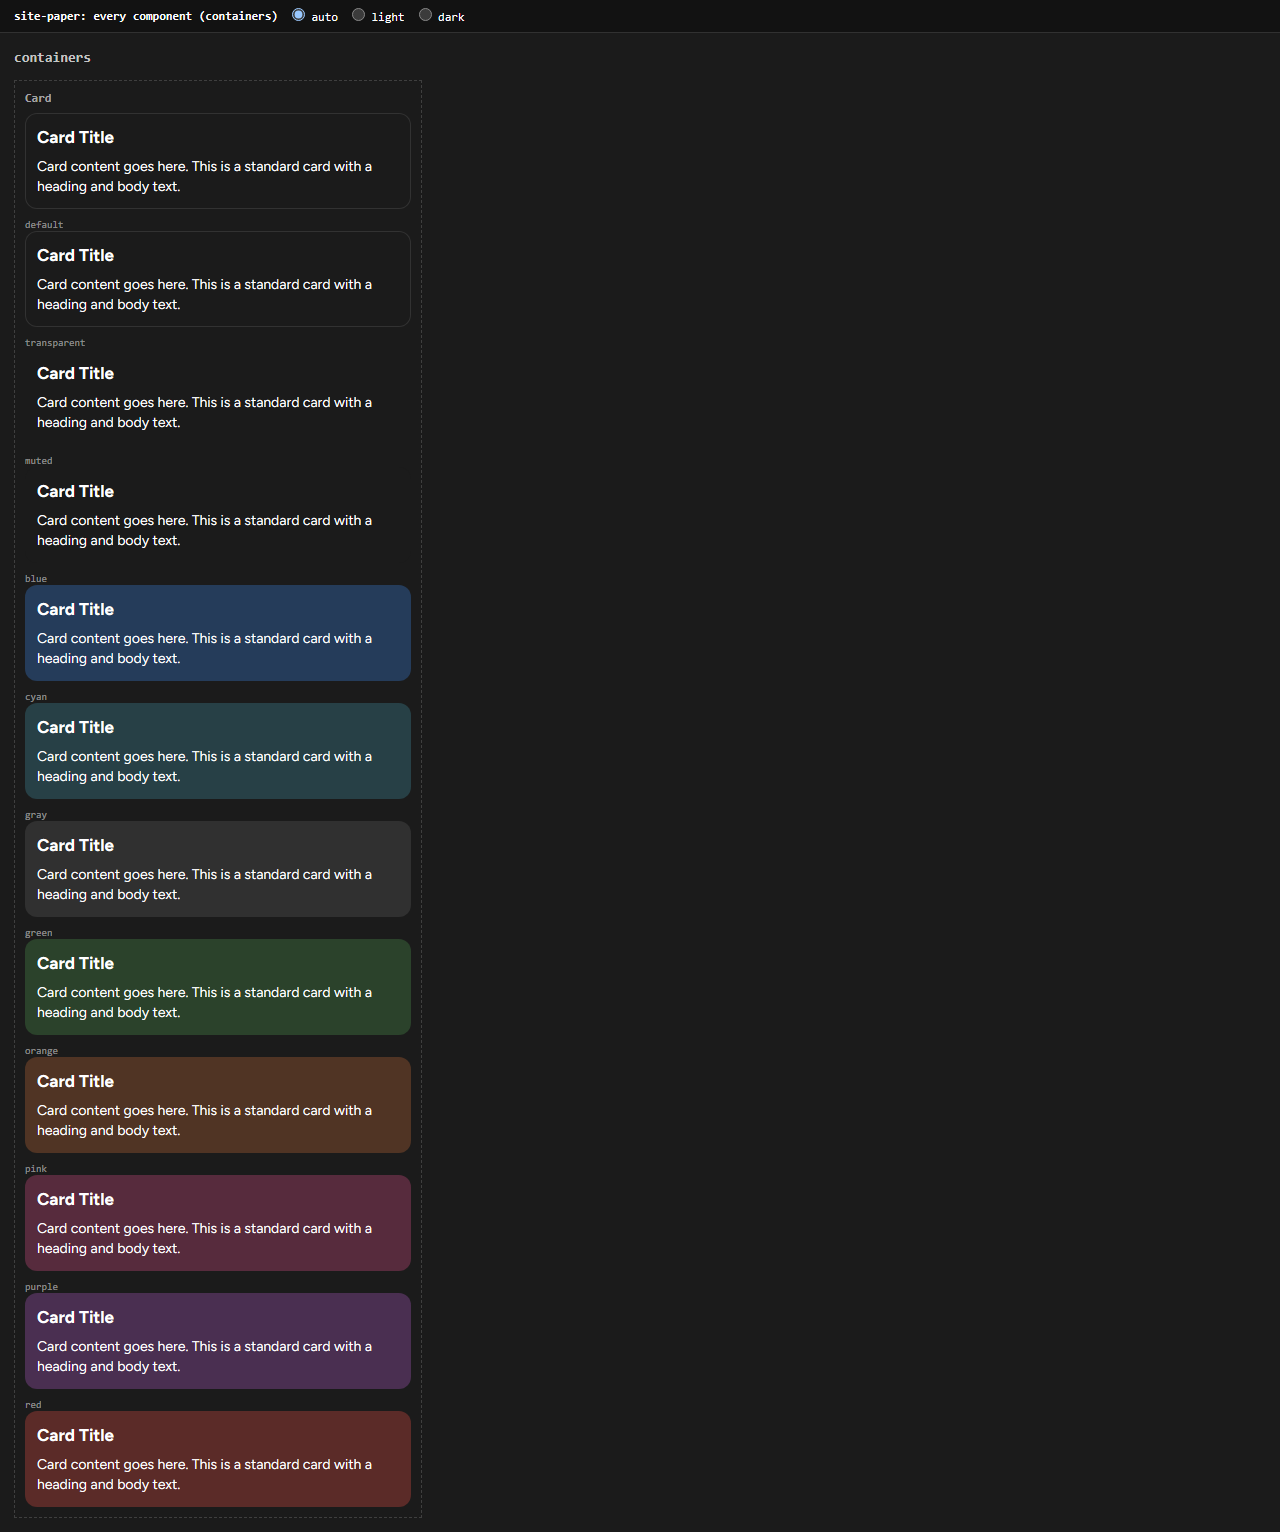 site-paper: every component (containers) auto light dark
containers
Card
Card Title
Card content goes here. This is a standard card with a
heading and body text.
default
Card Title
Card content goes here. This is a standard card with a
heading and body text.
transparent
Card Title
Card content goes here. This is a standard card with a
heading and body text.
muted
Card Title
Card content goes here. This is a standard card with a
heading and body text.
blue
Card Title
Card content goes here. This is a standard card with a
heading and body text.
cyan
Card Title
Card content goes here. This is a standard card with a
heading and body text.
gray
Card Title
Card content goes here. This is a standard card with a
heading and body text.
green
Card Title
Card content goes here. This is a standard card with a
heading and body text.
orange
Card Title
Card content goes here. This is a standard card with a
heading and body text.
pink
Card Title
Card content goes here. This is a standard card with a
heading and body text.
purple
Card Title
Card content goes here. This is a standard card with a
heading and body text.
red
Card Title
Card content goes here. This is a standard card with a
heading and body text.